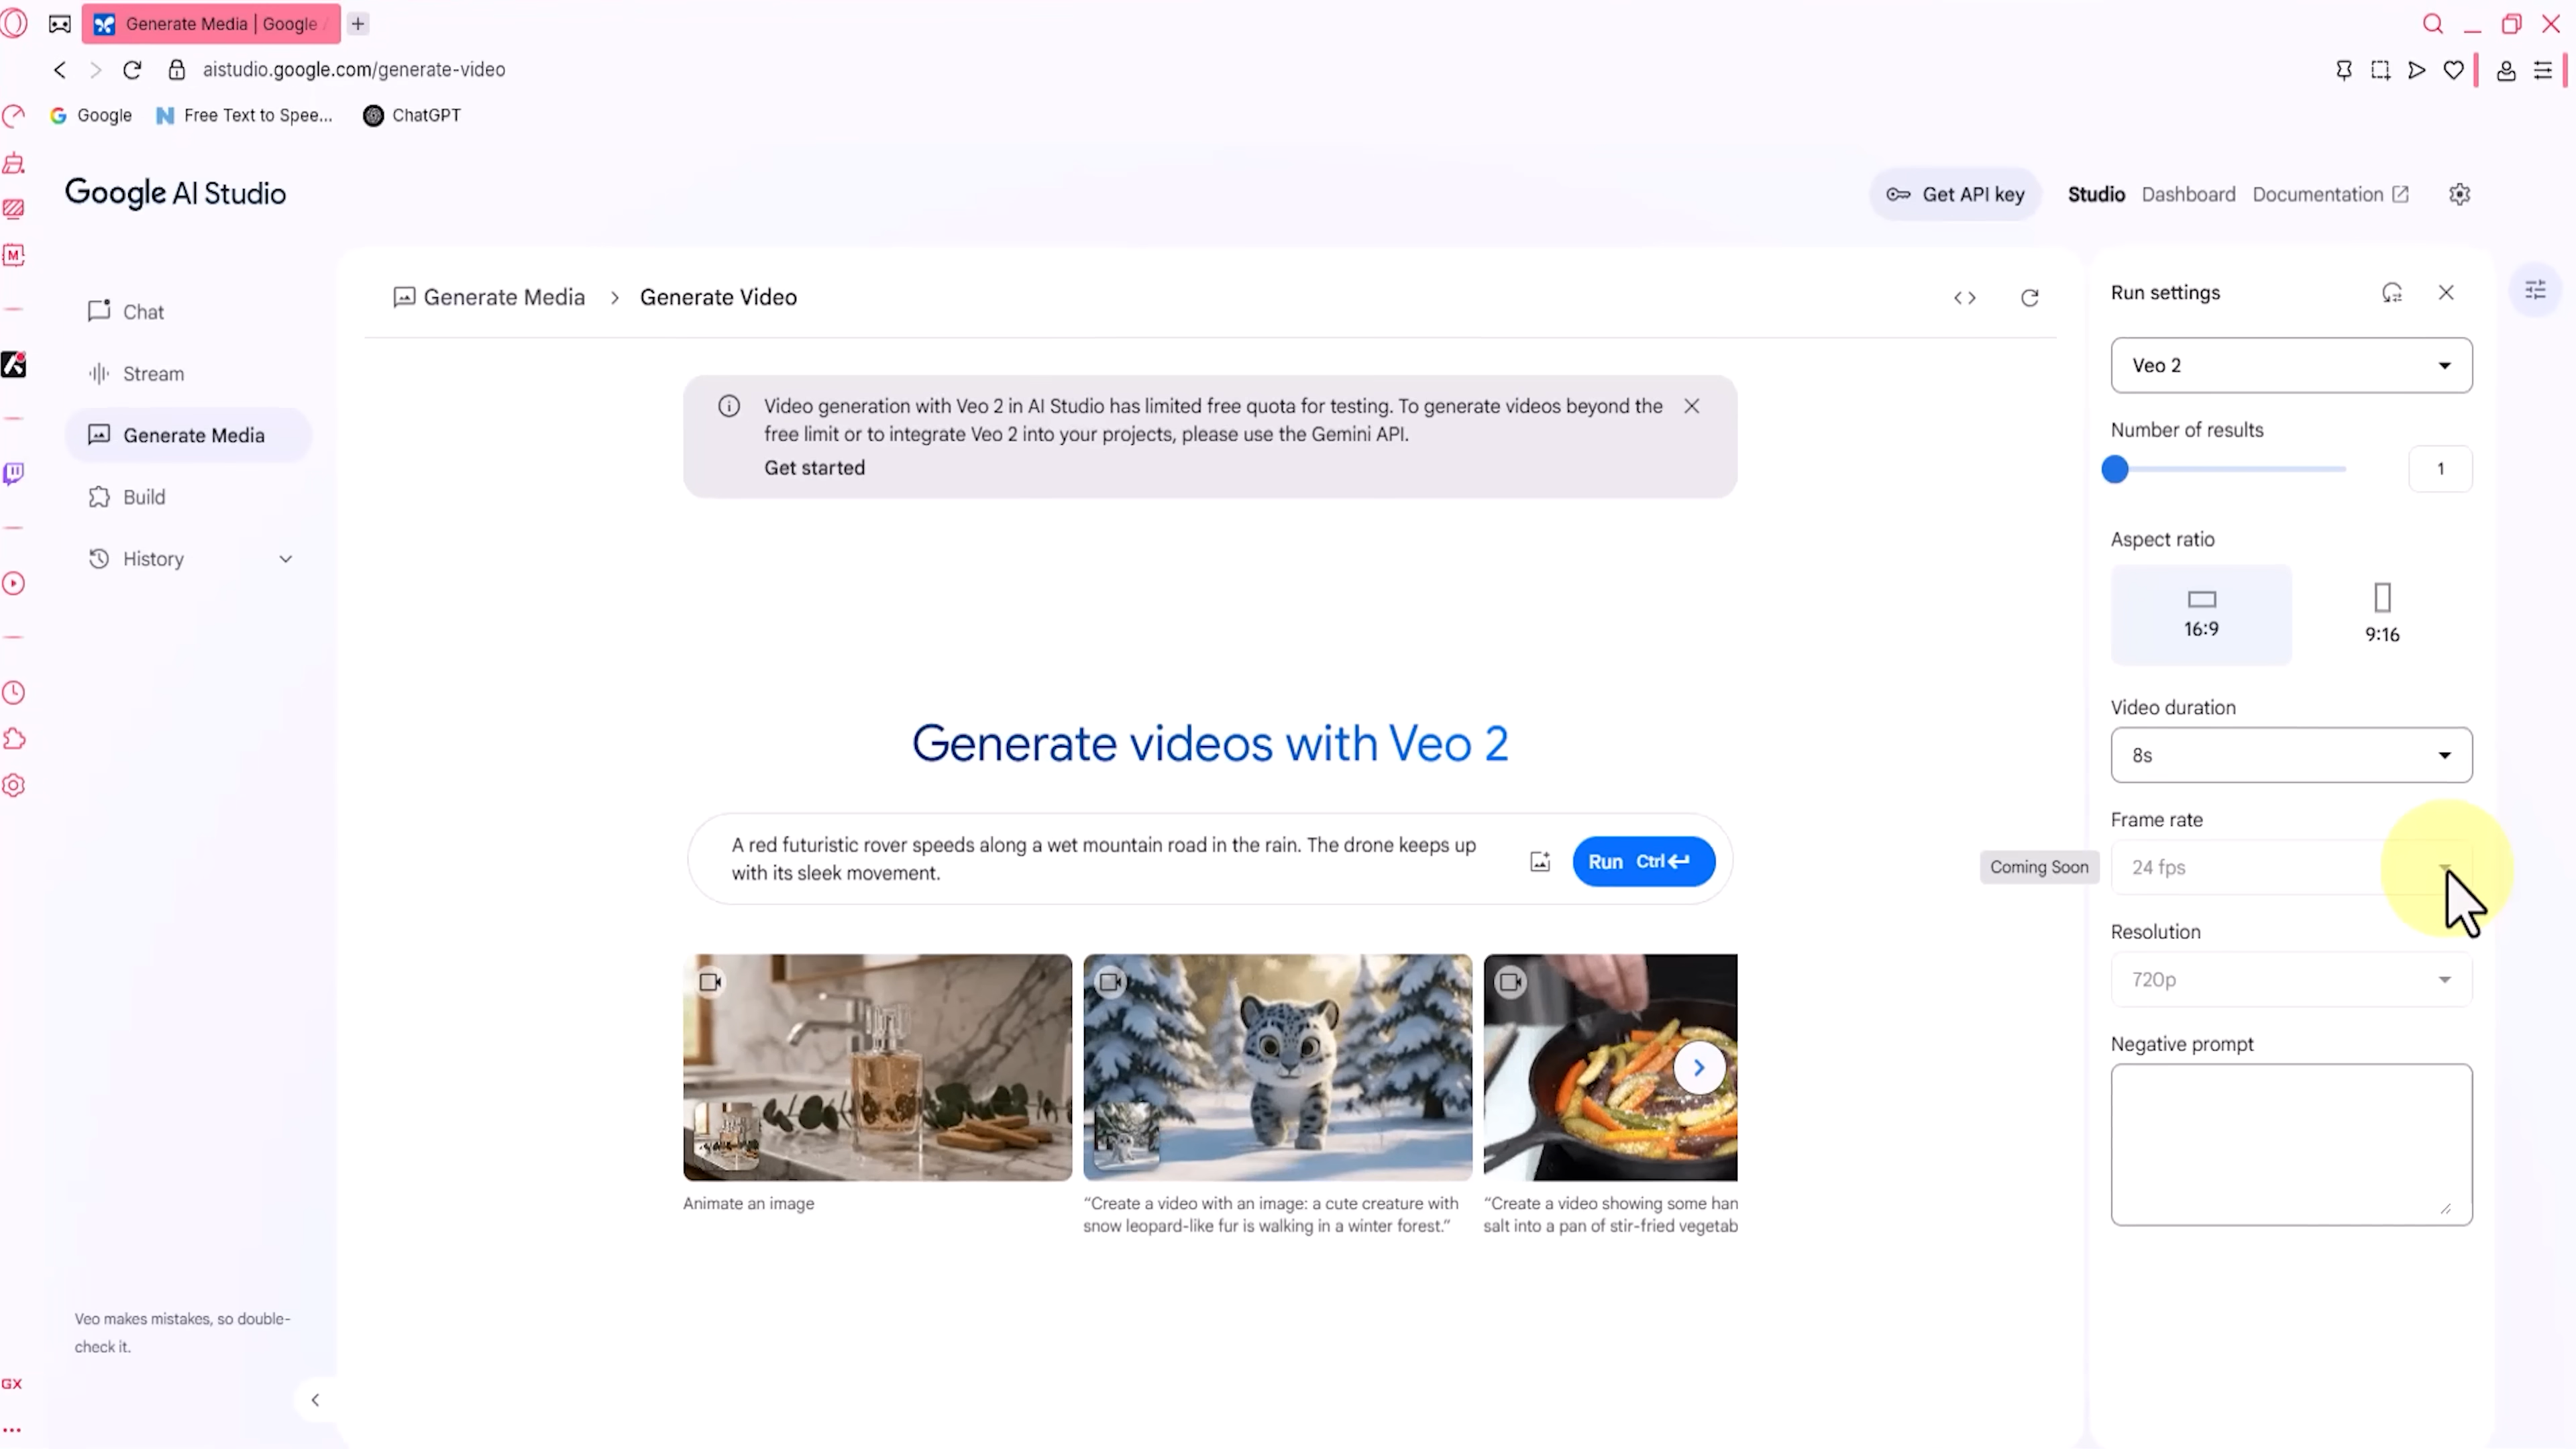 Generate Media | Google
aistudio.google.com/generate-video
Google
Free Text to Spee...
ChatGPT
Google AI Studio
Get API key
Studio
Dashboard
Documentation
Chat
Stream
Generate Media
Build
History
Generate Media > Generate Video
Video generation with Veo 2 in AI Studio has limited free quota for testing. To generate videos beyond the
free limit or to integrate Veo 2 into your projects, please use the Gemini API.
Get started
Generate videos with Veo 2
A red futuristic rover speeds along a wet mountain road in the rain. The drone keeps up
with its sleek movement.
Run Ctrl
Animate an image
“Create a video with an image: a cute creature with
snow leopard-like fur is walking in a winter forest.”
“Create a video showing some han
salt into a pan of stir-fried vegetab
Run settings
Veo 2
Number of results
1
Aspect ratio
16:9
9:16
Video duration
8s
Frame rate
Coming Soon
24 fps
Resolution
720p
Negative prompt
Veo makes mistakes, so double-
check it.
M
GX